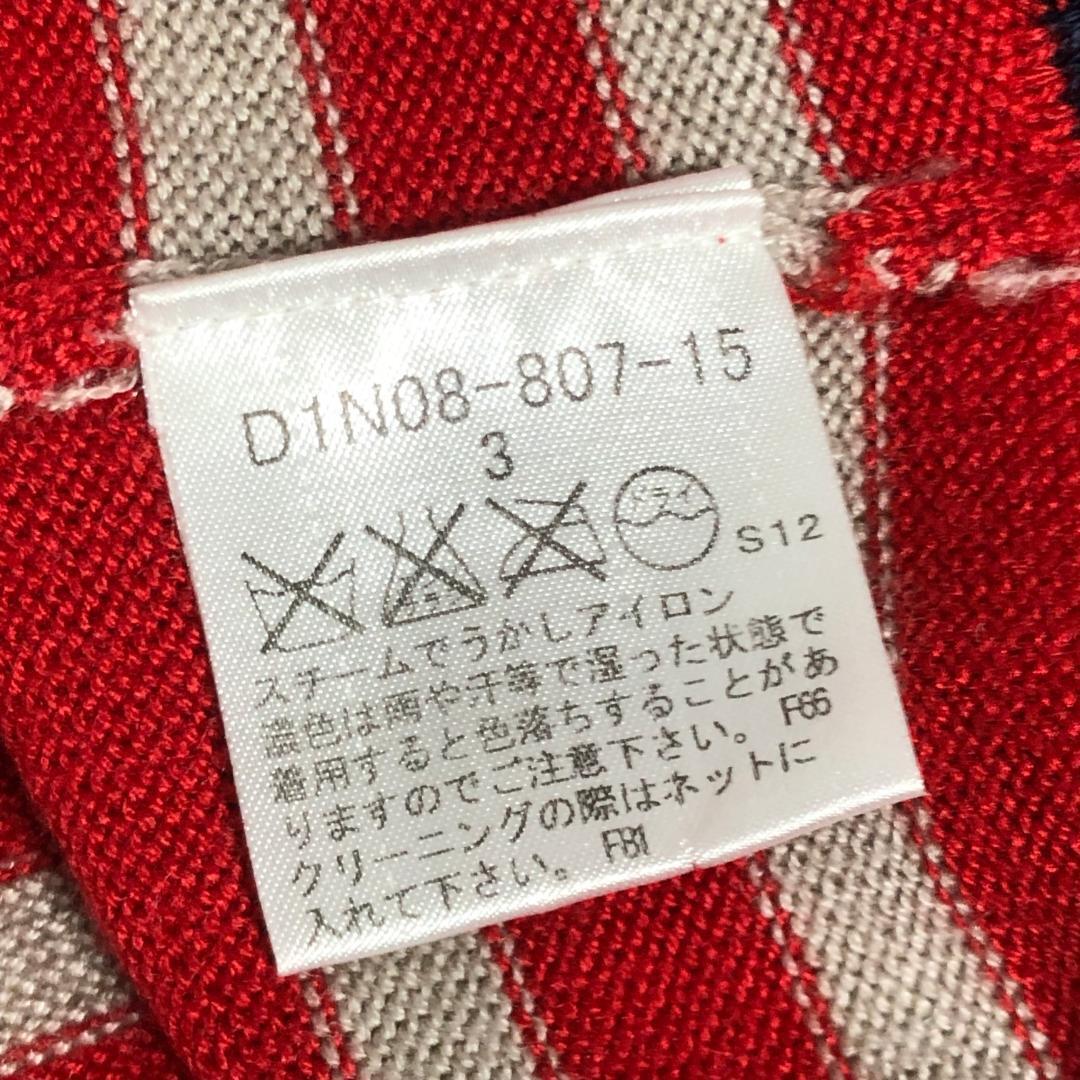 D1N08-807-15
3
ドライ
S12
スチームでうかしアイロン
濃色は雨や汗等で湿った状態で
着用すると色落ちすることがあ
りますのでご注意下さい。 F66
クリーニングの際はネットに
入れて下さい。 F81